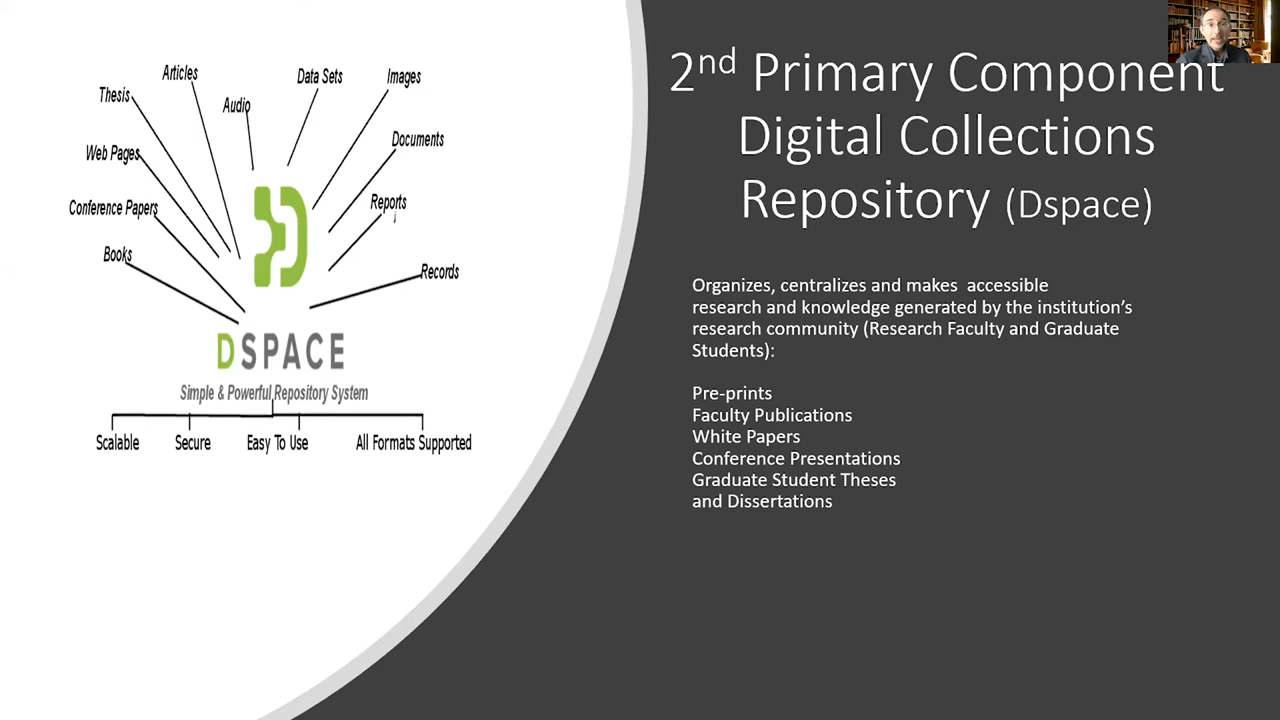 Articles
Data Sets
Images
Thesis
Audio
Documents
Web Pages
Conference Papers
Reports
Books
Records
DSPACE
Simple & Powerful Repository System
Scalable
Secure
Easy To Use
All Formats Supported
2nd Primary Component
Digital Collections
Repository (Dspace)
Organizes, centralizes and makes  accessible
research and knowledge generated by the institution’s
research community (Research Faculty and Graduate
Students):
Pre-prints
Faculty Publications
White Papers
Conference Presentations
Graduate Student Theses
and Dissertations